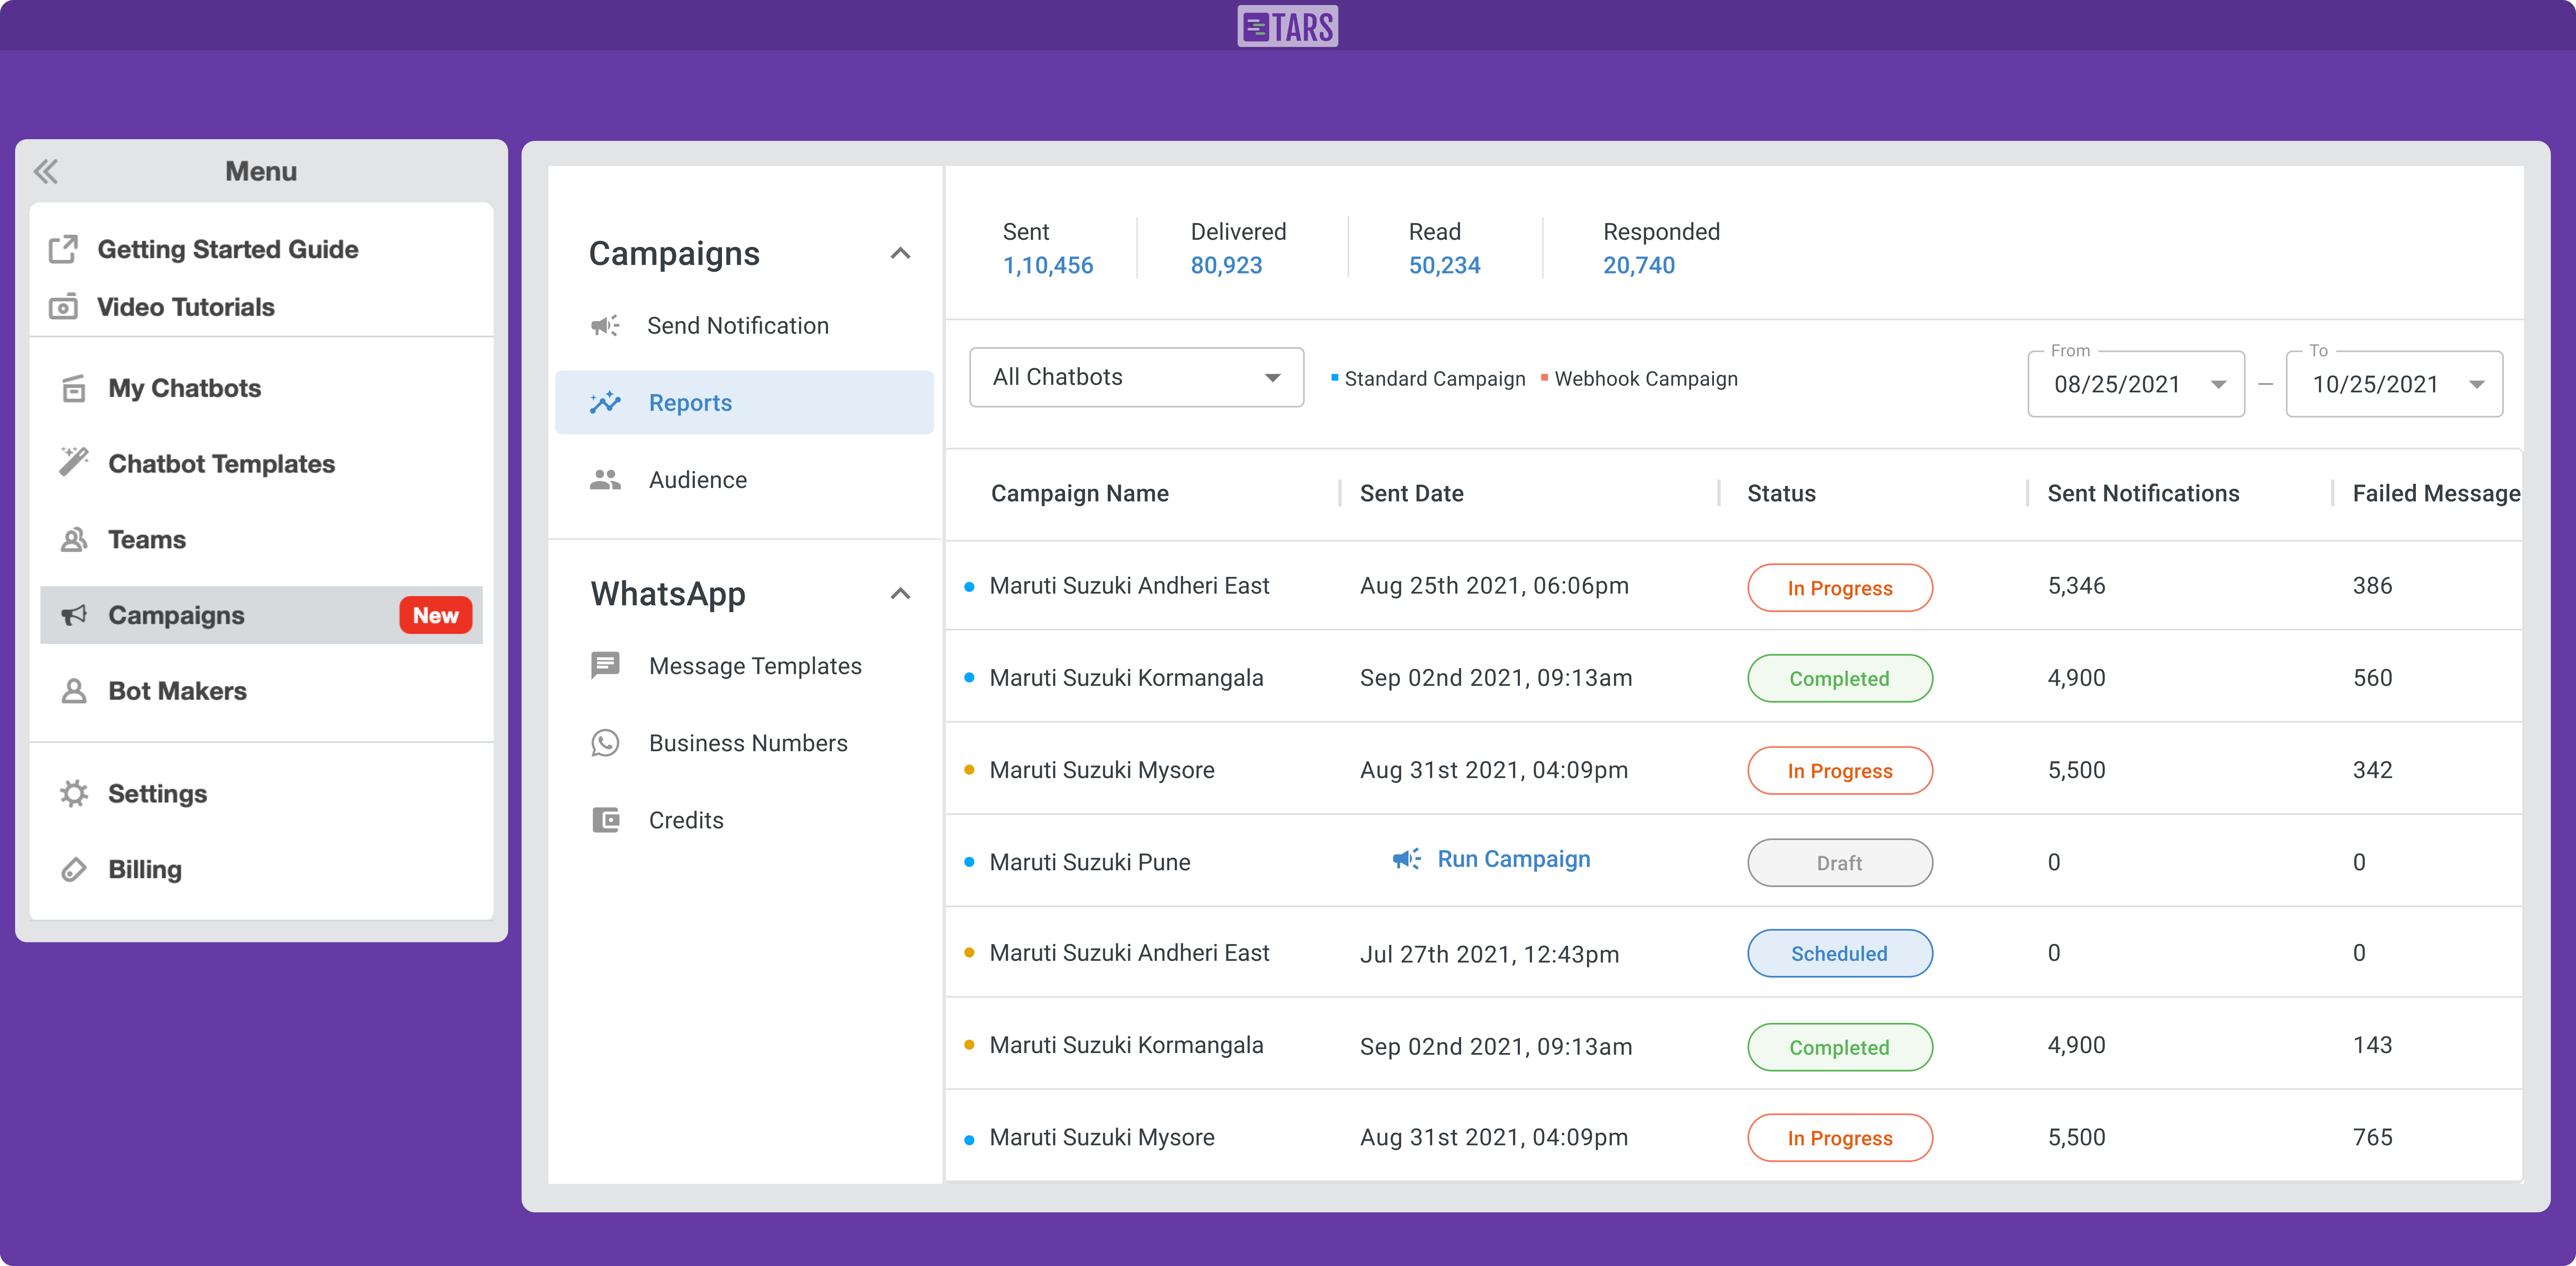 TARS
Menu
Getting Started Guide
Video Tutorials
My Chatbots
Chatbot Templates
Teams
Campaigns New
Bot Makers
Settings
Billing
Campaigns
Send Notification
Reports
Audience
WhatsApp
Message Templates
Business Numbers
Credits
Sent Delivered Read Responded
1,10,456 80,923 50,234 20,740
All Chatbots Standard Campaign Webhook Campaign From 08/25/2021 – To 10/25/2021
Campaign Name Sent Date Status Sent Notifications Failed Message
Maruti Suzuki Andheri East Aug 25th 2021, 06:06pm In Progress 5,346 386
Maruti Suzuki Kormangala Sep 02nd 2021, 09:13am Completed 4,900 560
Maruti Suzuki Mysore Aug 31st 2021, 04:09pm In Progress 5,500 342
Maruti Suzuki Pune Run Campaign Draft 0 0
Maruti Suzuki Andheri East Jul 27th 2021, 12:43pm Scheduled 0 0
Maruti Suzuki Kormangala Sep 02nd 2021, 09:13am Completed 4,900 143
Maruti Suzuki Mysore Aug 31st 2021, 04:09pm In Progress 5,500 765